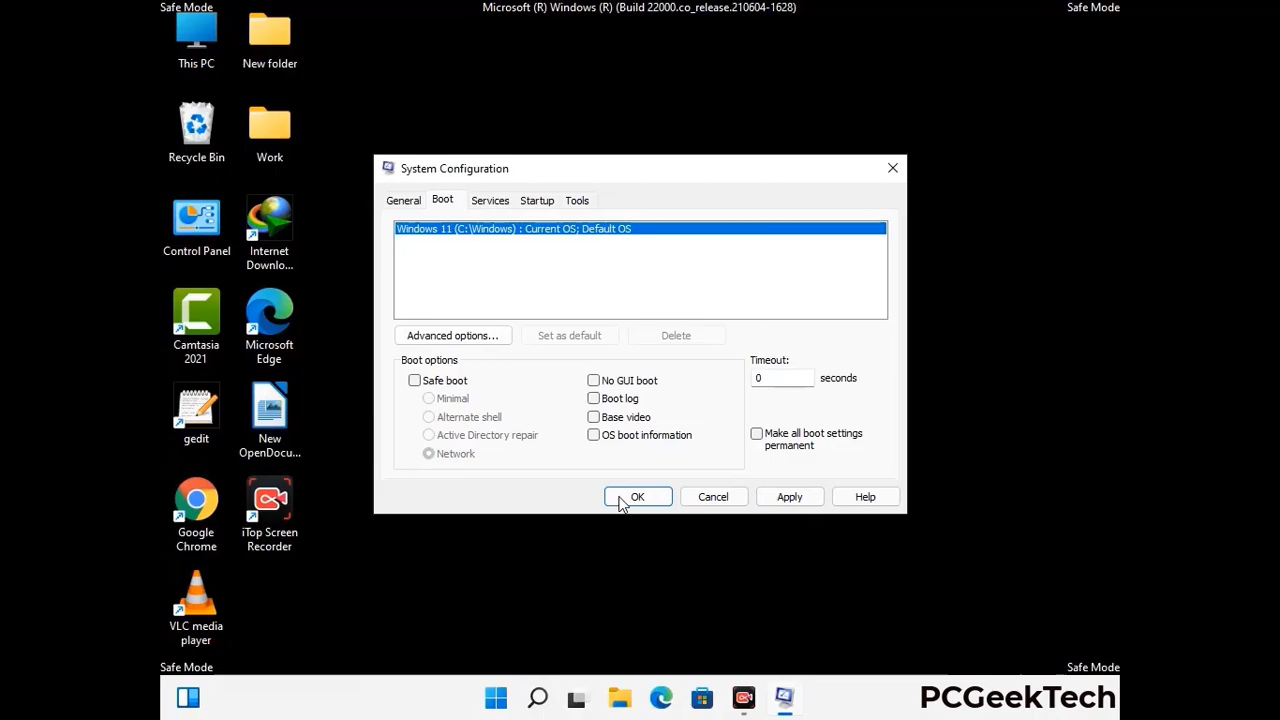 Safe Mode
Microsoft (R) Windows (R) (Build 22000.co_release.210604-1628)
Safe Mode
This PC
New folder
Recycle Bin
Work
Control Panel
Internet
Downlo...
Camtasia
2021
Microsoft
Edge
gedit
New
OpenDocu...
Google
Chrome
iTop Screen
Recorder
VLC media
player
System Configuration
General
Boot
Services
Startup
Tools
Windows 11 (C:\Windows) : Current OS; Default OS
Advanced options...
Set as default
Delete
Boot options
Safe boot
Minimal
Alternate shell
Active Directory repair
Network
No GUI boot
Boot log
Base video
OS boot information
Timeout:
0 seconds
Make all boot settings
permanent
OK
Cancel
Apply
Help
Safe Mode
Safe Mode
PCGeekTech